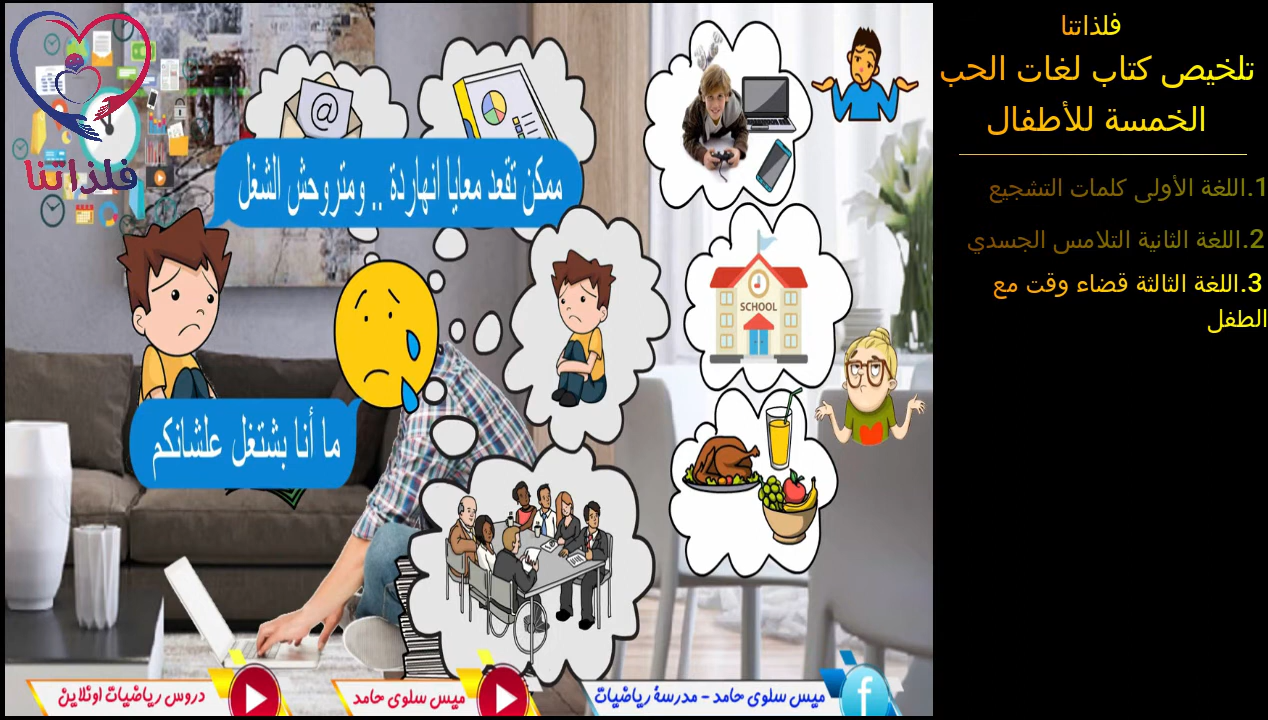 فلذاتنا
تلخيص كتاب لغات الحب
الخمسة للأطفال
1.اللغة الأولى كلمات التشجيع
2.اللغة الثانية التلامس الجسدي
3.اللغة الثالثة قضاء وقت مع
الطفل
فلذاتنا
ممكن تقعد معايا انهاردة .. ومتروحش الشغل
@
SCHOOL
ما أنا بشتغل علشانكم
ميس سلوى حامد - مدرسة رياضيات
f
ميس سلوى حامد
دروس رياضيات اونلاين